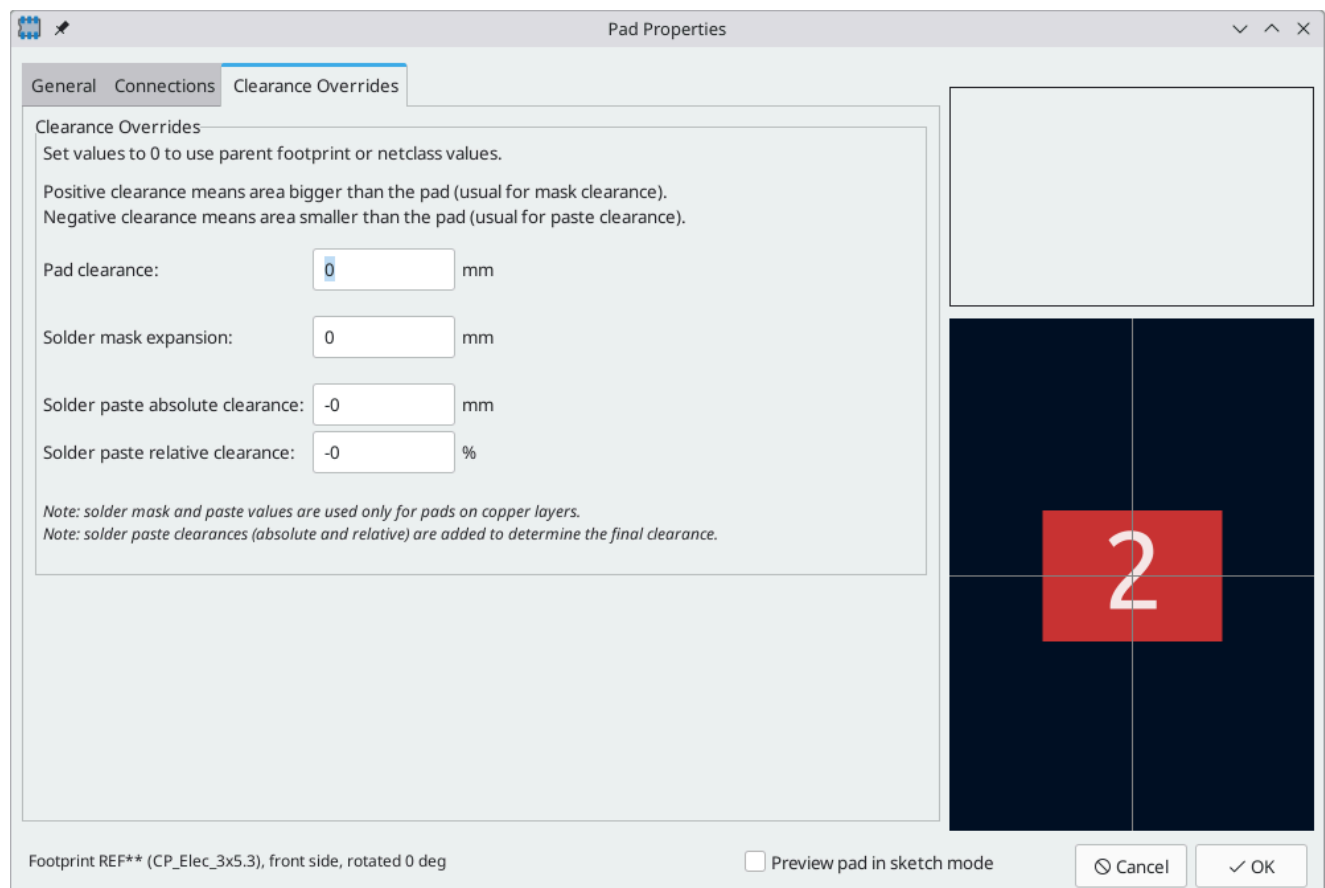 Pad Properties
General Connections Clearance Overrides
Clearance Overrides
Set values to 0 to use parent footprint or netclass values.
Positive clearance means area bigger than the pad (usual for mask clearance).
Negative clearance means area smaller than the pad (usual for paste clearance).
Pad clearance: 0 mm
Solder mask expansion: 0 mm
Solder paste absolute clearance: -0 mm
Solder paste relative clearance: -0 %
Note: solder mask and paste values are used only for pads on copper layers.
Note: solder paste clearances (absolute and relative) are added to determine the final clearance.
2
Footprint REF** (CP_Elec_3x5.3), front side, rotated 0 deg
Preview pad in sketch mode
Cancel
OK